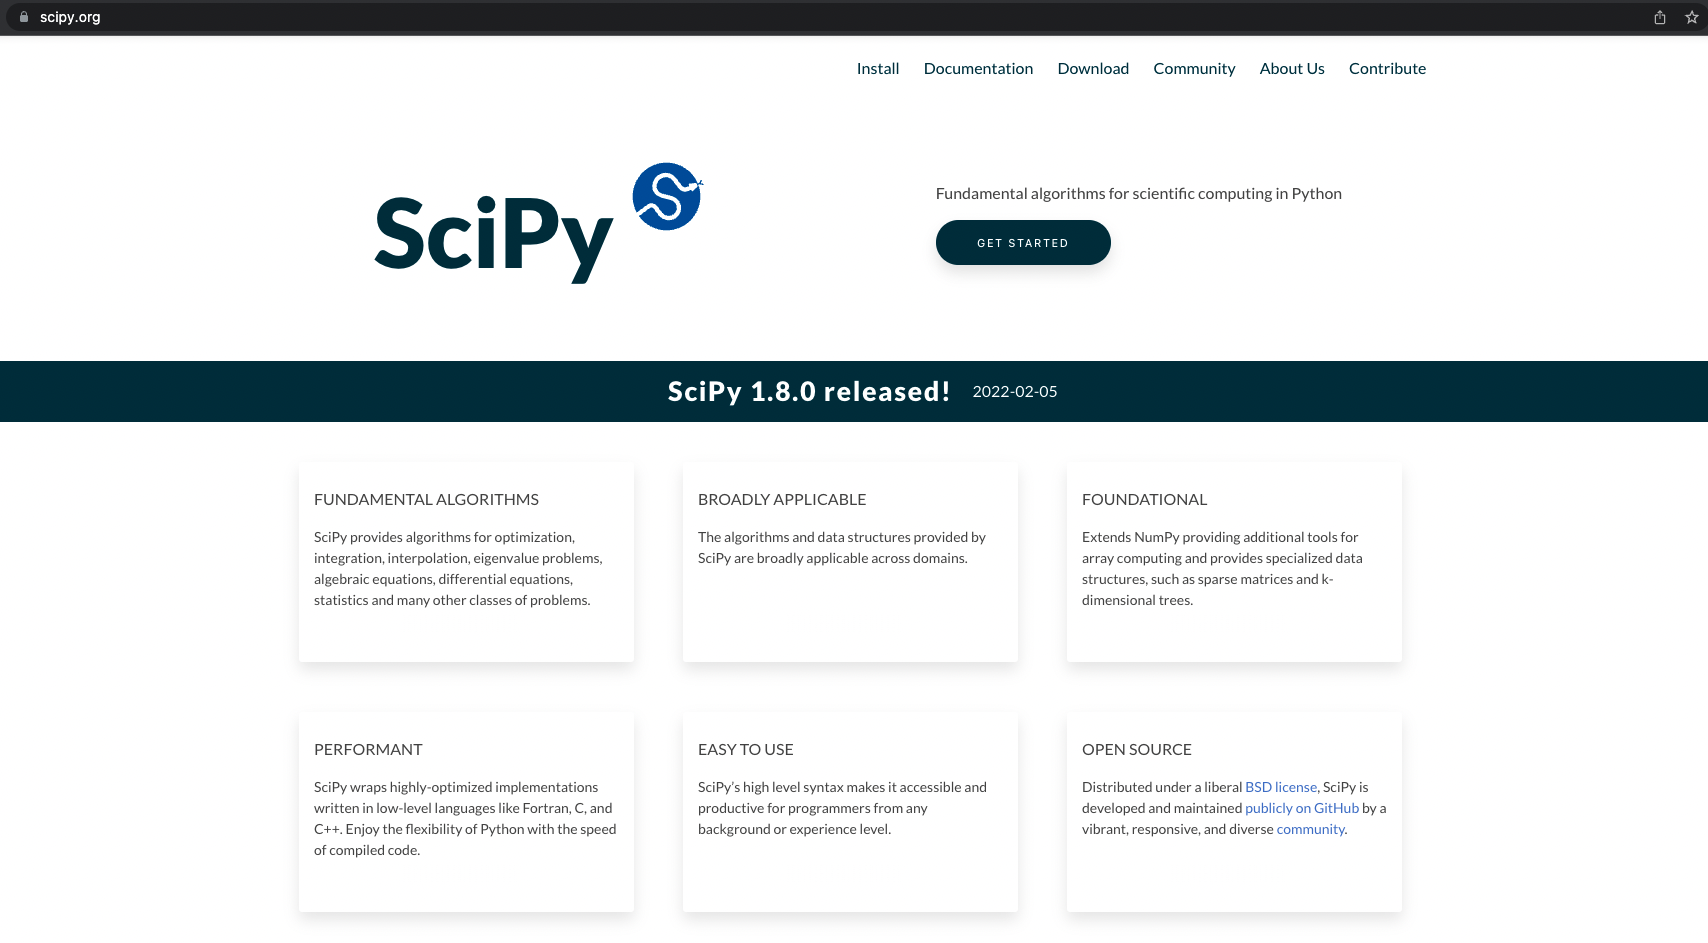 scipy.org
Install Documentation Download Community About Us Contribute
SciPy
Fundamental algorithms for scientific computing in Python
GET STARTED
SciPy 1.8.0 released! 2022-02-05
FUNDAMENTAL ALGORITHMS
SciPy provides algorithms for optimization,
integration, interpolation, eigenvalue problems,
algebraic equations, differential equations,
statistics and many other classes of problems.
BROADLY APPLICABLE
The algorithms and data structures provided by
SciPy are broadly applicable across domains.
FOUNDATIONAL
Extends NumPy providing additional tools for
array computing and provides specialized data
structures, such as sparse matrices and k-
dimensional trees.
PERFORMANT
SciPy wraps highly-optimized implementations
written in low-level languages like Fortran, C, and
C++. Enjoy the flexibility of Python with the speed
of compiled code.
EASY TO USE
SciPy’s high level syntax makes it accessible and
productive for programmers from any
background or experience level.
OPEN SOURCE
Distributed under a liberal BSD license, SciPy is
developed and maintained publicly on GitHub by a
vibrant, responsive, and diverse community.